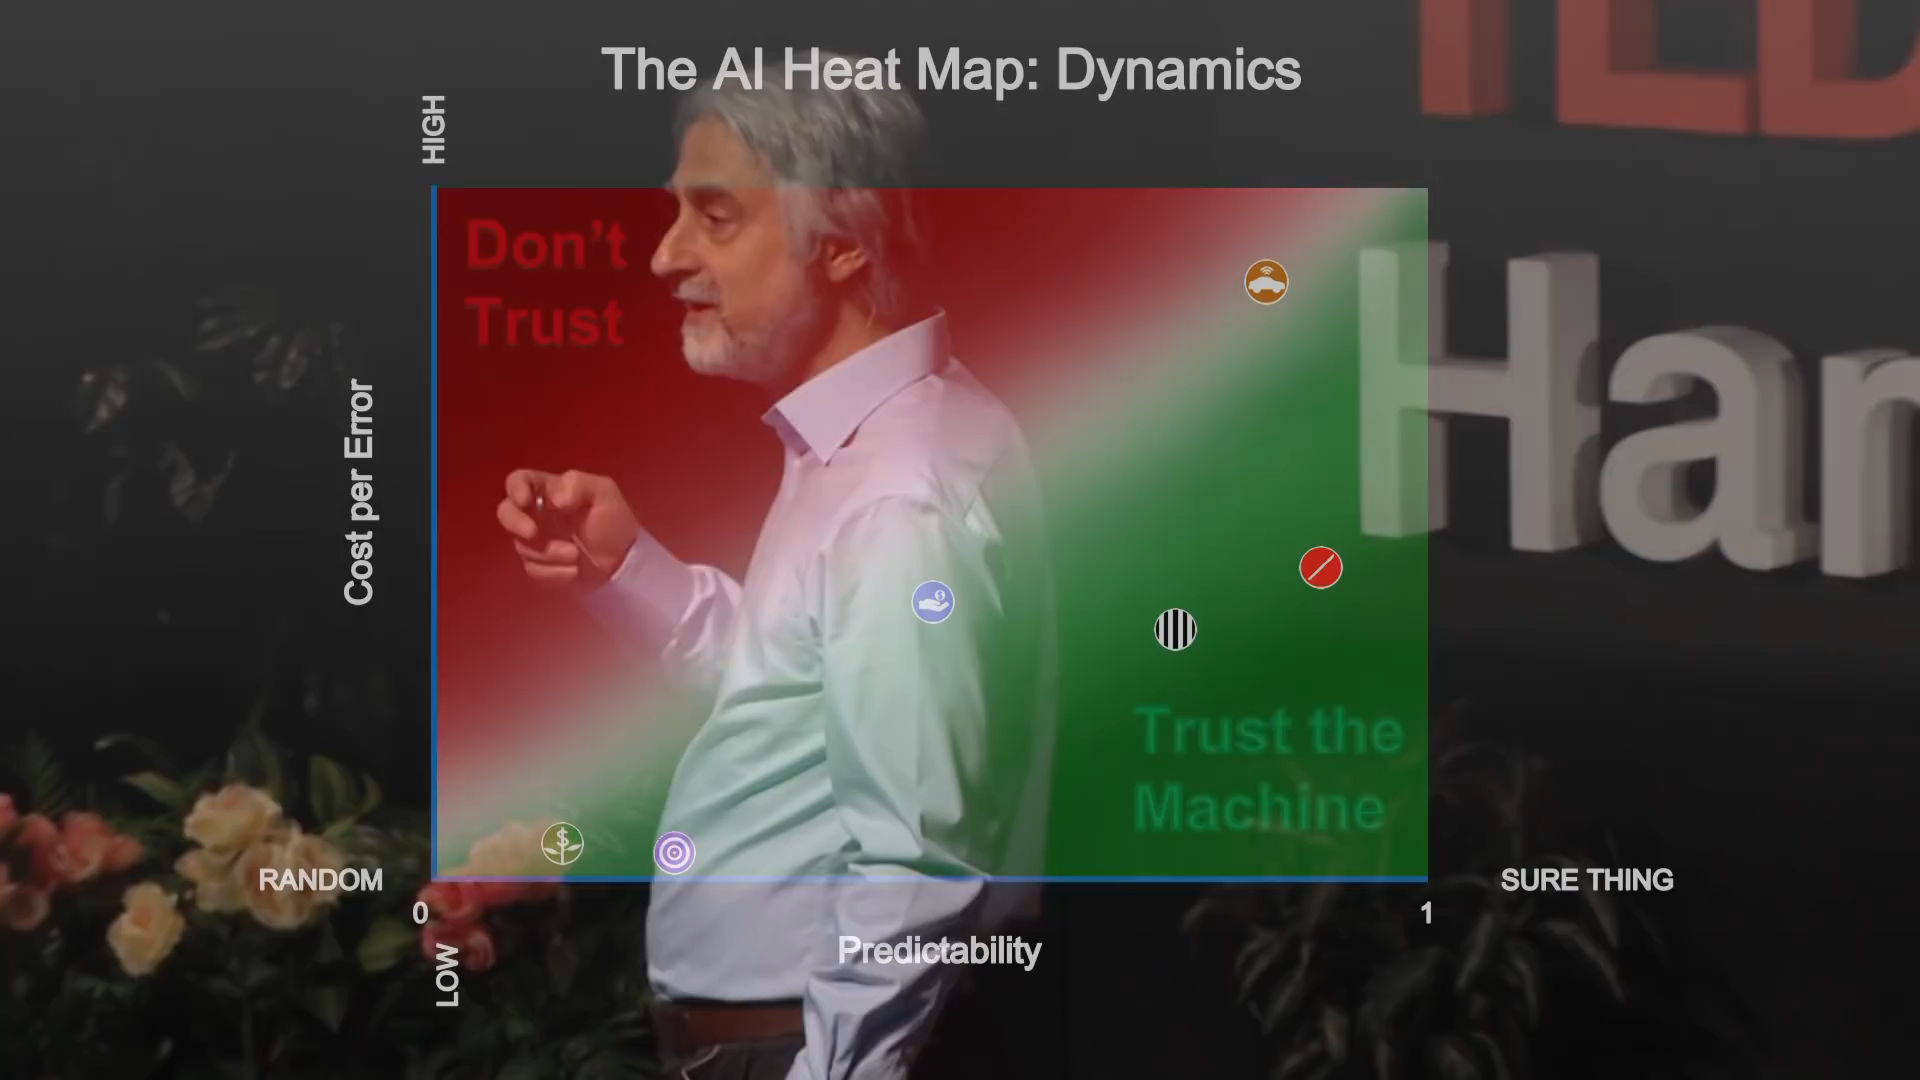 The AI Heat Map: Dynamics
HIGH
Don't
Trust
Cost per Error
Trust the
Machine
RANDOM
SURE THING
0
1
LOW
Predictability
TED
Har